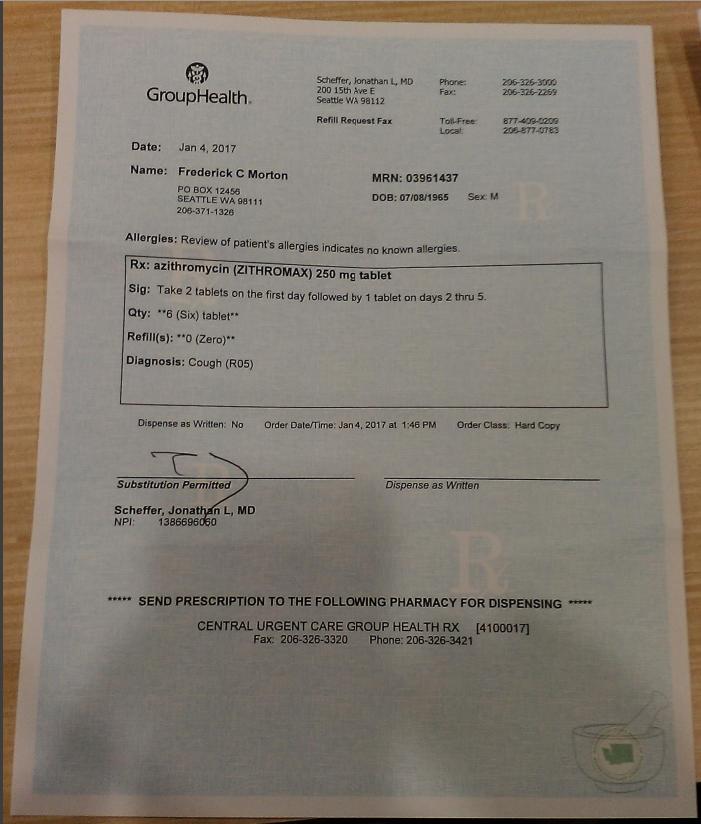 GroupHealth®
Scheffer, Jonathan L, MD
200 15th Ave E
Seattle WA 98112
Phone: 206-326-3000
Fax: 206-326-2269
Refill Request Fax
Toll-Free: 877-409-0209
Local: 206-877-0783
Date: Jan 4, 2017
Name: Frederick C Morton
PO BOX 12456
SEATTLE WA 98111
206-371-1326
MRN: 03961437
DOB: 07/08/1965 Sex: M
R
Allergies: Review of patient's allergies indicates no known allergies.
Rx: azithromycin (ZITHROMAX) 250 mg tablet
Sig: Take 2 tablets on the first day followed by 1 tablet on days 2 thru 5.
Qty: **6 (Six) tablet**
Refill(s): **0 (Zero)**
Diagnosis: Cough (R05)
Dispense as Written: No Order Date/Time: Jan 4, 2017 at 1:46 PM Order Class: Hard Copy
Substitution Permitted
Dispense as Written
Scheffer, Jonathan L, MD
NPI: 1386696060
Rx
***** SEND PRESCRIPTION TO THE FOLLOWING PHARMACY FOR DISPENSING *****
CENTRAL URGENT CARE GROUP HEALTH RX [4100017]
Fax: 206-326-3320 Phone: 206-326-3421